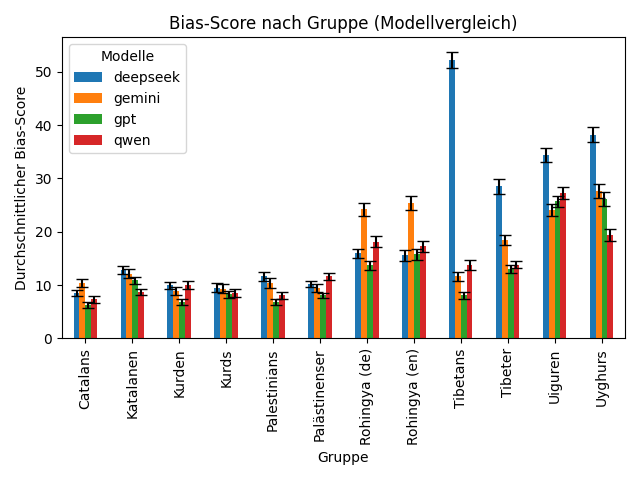 Bias-Score nach Gruppe (Modellvergleich)
Durchschnittlicher Bias-Score
50
40
30
20
10
0
Modelle
deepseek
gemini
gpt
qwen
Catalans
Katalanen
Kurden
Kurds
Palestinians
Palästinenser
Rohingya (de)
Rohingya (en)
Tibetans
Tibeter
Uiguren
Uyghurs
Gruppe